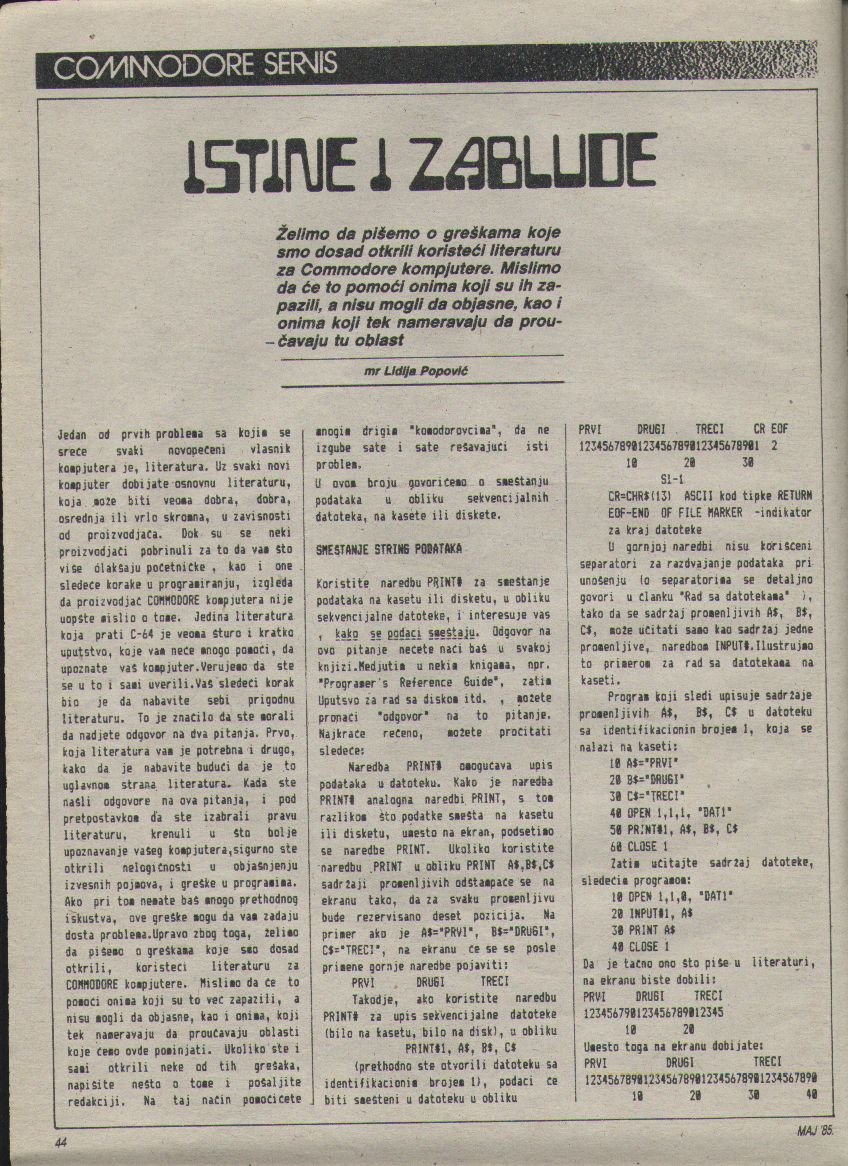 COMMODORE SERVIS
ISTINE I ZABLUDE
Želimo da pišemo o greškama koje
smo dosad otkrili koristeći literaturu
za Commodore kompjutere. Mislimo
da će to pomoći onima koji su ih za-
pazili, a nisu mogli da objasne, kao i
onima koji tek nameravaju da prou-
čavaju tu oblast
mr Lidija Popović
Jedan od prvih problema sa kojim se
sreće svaki novopečeni vlasnik
kompjutera je, literatura. Uz svaki novi
kompjuter dobijate osnovnu literaturu,
koja može biti veoma dobra, dobra,
osrednja ili vrlo skromna, u zavisnosti
od proizvodjača. Dok su se neki
proizvodjači pobrinuli za to da vam što
više olakšaju početničke , kao i one
sledeće korake u programiranju, izgleda
da proizvodjač COMMODORE kompjutera nije
uopšte mislio o tome. Jedina literatura
koja prati C-64 je veoma šturo i kratko
uputstvo, koje vam neće mnogo pomoći, da
upoznate vaš kompjuter.Verujemo da ste
se u to i sami uverili.Vaš sledeći korak
bio je da nabavite sebi prigodnu
literaturu. To je značilo da ste morali
da nadjete odgovor na dva pitanja. Prvo,
koja literatura vam je potrebna i drugo,
kako da je nabavite budući da je to
uglavnom strana literatura. Kada ste
našli odgovore na ova pitanja, i pod
pretpostavkom da ste izabrali pravu
literaturu, krenuli u što bolje
upoznavanje vašeg kompjutera,sigurno ste
otkrili nelogičnosti u objašnjenju
izvesnih pojmova, i greške u programima.
Ako pri tom nemate baš mnogo prethodnog
iskustva, ove greške mogu da vam zadaju
dosta problema.Upravo zbog toga, želimo
da pišemo o greškama koje smo dosad
otkrili, koristeći literaturu za
COMMODORE kompjutere. Mislimo da će to
pomoći onima koji su to već zapazili, a
nisu mogli da objasne, kao i onima, koji
tek nameravaju da proučavaju oblasti
koje ćemo ovde pominjati. Ukoliko ste i
sami otkrili neke od tih grešaka,
napišite nešto o tome i pošaljite
redakciji. Na taj način pomoćićete
mnogim drigim "komodorovcima", da ne
izgube sate i sate rešavajući isti
problem.
U ovom broju govorićemo o smeštanju
podataka u obliku sekvencijalnih
datoteka, na kasete ili diskete.
SMEŠTANJE STRING PODATAKA
Koristite naredbu PRINT# za smeštanje
podataka na kasetu ili disketu, u obliku
sekvencijalne datoteke, i interesuje vas
, kako se podaci smeštaju. Odgovor na
ovo pitanje nećete naći baš u svakoj
knjizi.Medjutim u nekim knigama, npr.
"Programer's Reference Guide", zatim
Uputsvo za rad sa diskom itd. , možete
pronaći "odgovor" na to pitanje.
Najkraće rečeno, možete pročitati
sledeće:
Naredba PRINT# omogućava upis
podataka u datoteku. Kako je naredba
PRINT# analogna naredbi PRINT, s tom
razlikom što podatke smešta na kasetu
ili disketu, umesto na ekran, podsetimo
se naredbe PRINT. Ukoliko koristite
naredbu PRINT u obliku PRINT A$,B$,C$
sadržaji promenljivih odštampaće se na
ekranu tako, da za svaku promenljivu
bude rezervisano deset pozicija. Na
primer ako je A$="PRVI", B$="DRUGI",
C$="TRECI", na ekranu će se se posle
primene gornje naredbe pojaviti:
PRVI DRUGI TRECI
Takodje, ako koristite naredbu
PRINT# za upis sekvencijalne datoteke
(bilo na kasetu, bilo na disk), u obliku
PRINT#1, A$, B$, C$
(prethodno ste otvorili datoteku sa
identifikacionim brojem 1), podaci će
biti smešteni u datoteku u obliku
PRVI DRUGI TRECI CR EOF
1234567890123456789012345678901 2
10 20 30
S1-1
CR=CHR$(13) ASCII kod tipke RETURN
EOF-END OF FILE MARKER -indikator
za kraj datoteke
U gornjoj naredbi nisu korišćeni
separatori za razdvajanje podataka pri
unošenju (o separatorima se detaljno
govori u članku "Rad sa datotekama" ),
tako da se sadržaj promenljivih A$, B$,
C$, može učitati samo kao sadržaj jedne
promenljive, naredbom INPUT#.Ilustrujmo
to primerom za rad sa datotekama na
kaseti.
Program koji sledi upisuje sadržaje
promenljivih A$, B$, C$ u datoteku
sa identifikacionim brojem 1, koja se
nalazi na kaseti:
10 A$="PRVI"
20 B$="DRUGI"
30 C$="TRECI"
40 OPEN 1,1,1, "DAT1"
50 PRINT#1, A$, B$, C$
60 CLOSE 1
Zatim učitajte sadržaj datoteke,
sledećim programom:
10 OPEN 1,1,0, "DAT1"
20 INPUT#1, A$
30 PRINT A$
40 CLOSE 1
Da je tačno ono što piše u literaturi,
na ekranu biste dobili:
PRVI DRUGI TRECI
1234567890123456789012345
10 20
Umesto toga na ekranu dobijate:
PRVI DRUGI TRECI
1234567890123456789012345678901234567890
10 20 30 40
44
MAJ '85.